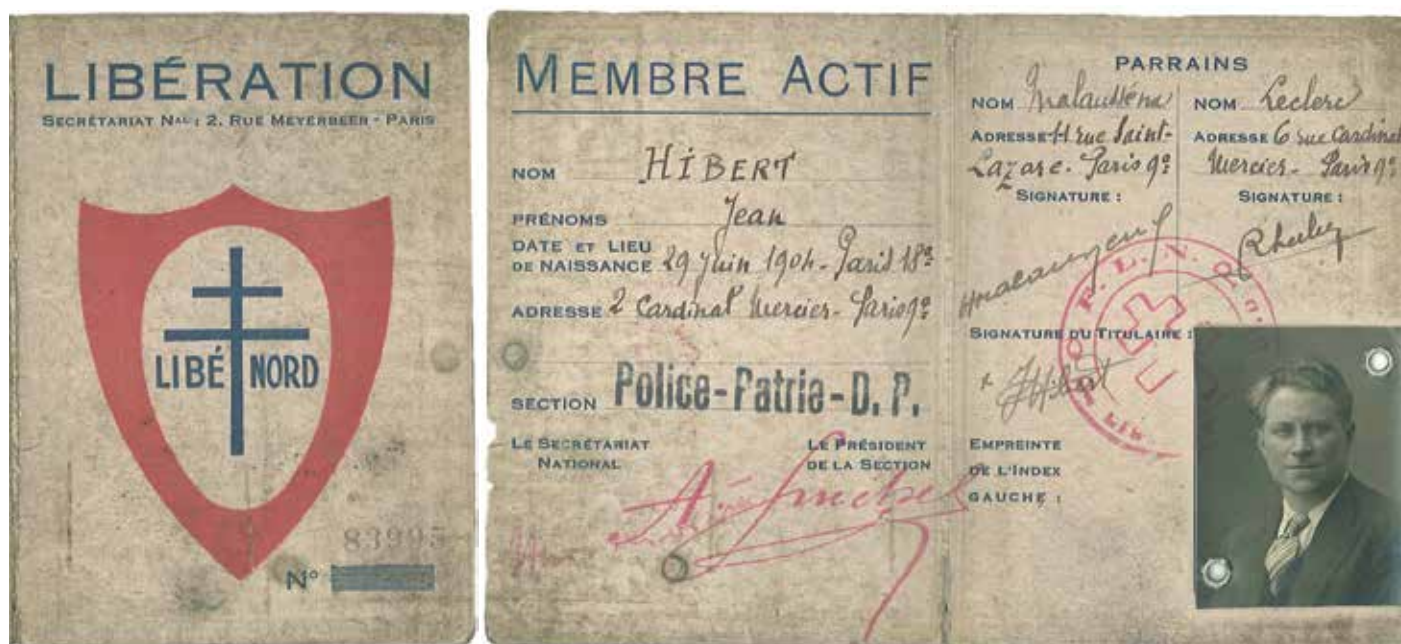 LIBÉRATION
SECRÉTARIAT NAL : 2, RUE MEYERBEER - PARIS
LIBÉ NORD
83995
N°
MEMBRE ACTIF
NOM HIBERT
PRÉNOMS Jean
DATE ET LIEU
DE NAISSANCE 29 Juin 1904 - Paris 18e
ADRESSE 2 Cardinal Mercier - Paris 9e
SECTION Police-Patrie-D. P.
LE SECRÉTARIAT
NATIONAL
LE PRÉSIDENT
DE LA SECTION
PARRAINS
NOM Malaussène
ADRESSE 11 rue Saint-
Lazare - Paris 9e
SIGNATURE :
NOM Leclerc
ADRESSE 6 rue Cardinal
Mercier - Paris 9e
SIGNATURE :
SIGNATURE DU TITULAIRE :
JHibert
EMPREINTE
DE L'INDEX
GAUCHE :